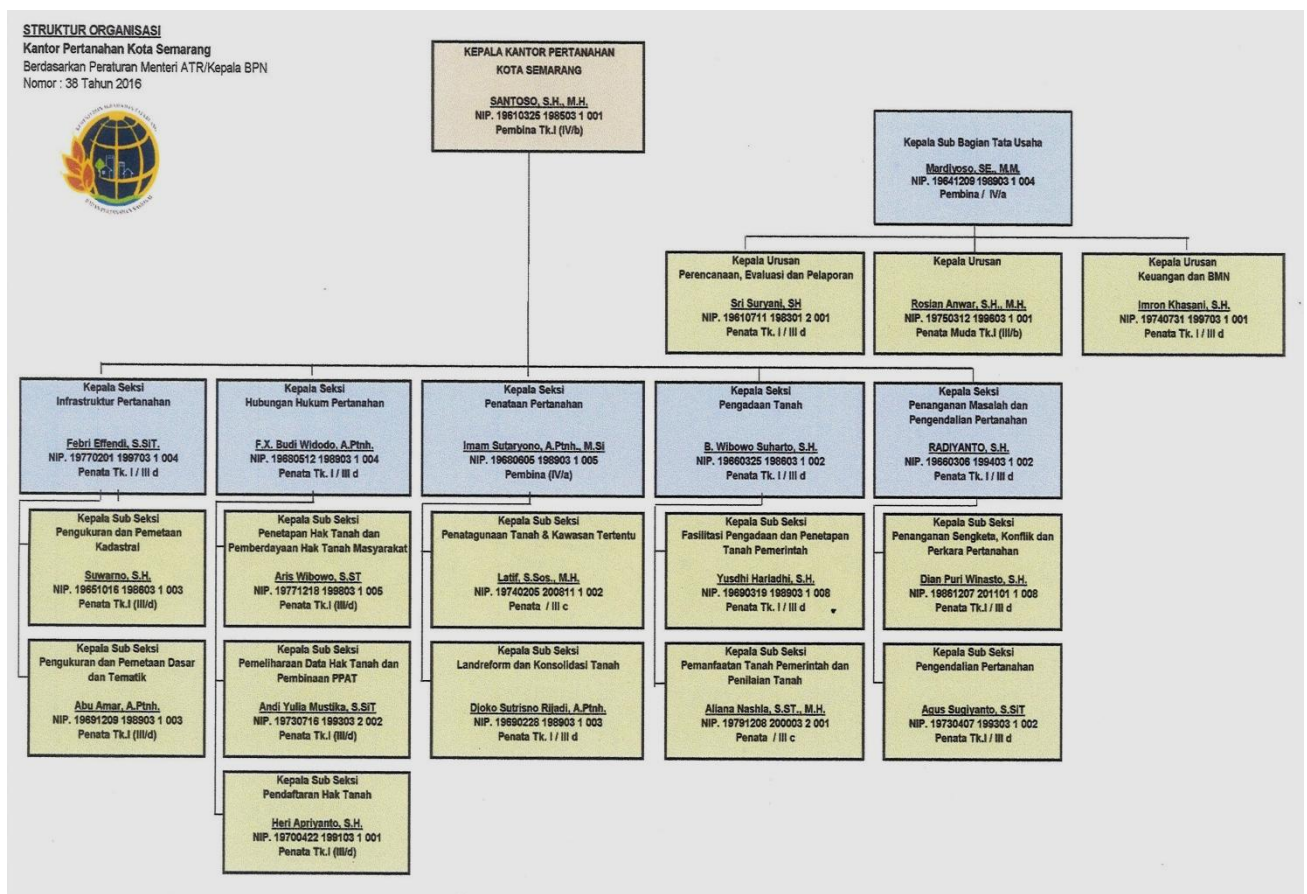 STRUKTUR ORGANISASI
Kantor Pertanahan Kota Semarang
Berdasarkan Peraturan Menteri ATR/Kepala BPN
Nomor : 38 Tahun 2016
KEPALA KANTOR PERTANAHAN
KOTA SEMARANG
SANTOSO, S.H., M.H.
NIP. 19610325 198503 1 001
Pembina Tk.I (IV/b)
Kepala Sub Bagian Tata Usaha
Mardiyoso, SE., M.M.
NIP. 19641209 198903 1 004
Pembina / IV/a
Kepala Urusan
Perencanaan, Evaluasi dan Pelaporan
Sri Suryani, SH
NIP. 19610711 198301 2 001
Penata Tk. I / III d
Kepala Urusan
Roslan Anwar, S.H., M.H.
NIP. 19750312 199603 1 001
Penata Muda Tk.I (III/b)
Kepala Urusan
Keuangan dan BMN
Imron Khasani, S.H.
NIP. 19740731 199703 1 001
Penata Tk. I / III d
Kepala Seksi
Infrastruktur Pertanahan
Febri Effendi, S.SiT.
NIP. 19770201 199703 1 004
Penata Tk. I / III d
Kepala Seksi
Hubungan Hukum Pertanahan
F.X. Budi Widodo, A.Ptnh.
NIP. 19680512 198903 1 004
Penata Tk. I / III d
Kepala Seksi
Penataan Pertanahan
Imam Sutaryono, A.Ptnh., M.Si
NIP. 19680605 198903 1 005
Pembina (IV/a)
Kepala Seksi
Pengadaan Tanah
B. Wibowo Suharto, S.H.
NIP. 19660325 198603 1 002
Penata Tk. I / III d
Kepala Seksi
Penanganan Masalah dan
Pengendalian Pertanahan
RADIYANTO, S.H.
NIP. 19660306 199403 1 002
Penata Tk. I / III d
Kepala Sub Seksi
Pengukuran dan Pemetaan
Kadastral
Suwarno, S.H.
NIP. 19651016 198603 1 003
Penata Tk.I (III/d)
Kepala Sub Seksi
Penetapan Hak Tanah dan
Pemberdayaan Hak Tanah Masyarakat
Aris Wibowo, S.ST
NIP. 19771218 199803 1 005
Penata Tk.I (III/d)
Kepala Sub Seksi
Penatagunaan Tanah & Kawasan Tertentu
Latif, S.Sos., M.H.
NIP. 19740205 200811 1 002
Penata / III c
Kepala Sub Seksi
Fasilitasi Pengadaan dan Penetapan
Tanah Pemerintah
Yusdhi Hariadhi, S.H.
NIP. 19690319 198903 1 008
Penata Tk. I / III d
Kepala Sub Seksi
Penanganan Sengketa, Konflik dan
Perkara Pertanahan
Dian Puri Winasto, S.H.
NIP. 19861207 201101 1 008
Penata Tk.I / III d
Kepala Sub Seksi
Pengukuran dan Pemetaan Dasar
dan Tematik
Abu Amar, A.Ptnh.
NIP. 19691209 198903 1 003
Penata Tk.I (III/d)
Kepala Sub Seksi
Pemeliharaan Data Hak Tanah dan
Pembinaan PPAT
Andi Yulia Mustika, S.SiT
NIP. 19730716 199303 2 002
Penata Tk.I (III/d)
Kepala Sub Seksi
Landreform dan Konsolidasi Tanah
Djoko Sutrisno Rijadi, A.Ptnh.
NIP. 19690228 198903 1 003
Penata Tk. I / III d
Kepala Sub Seksi
Pemanfaatan Tanah Pemerintah dan
Penilaian Tanah
Aliana Nashla, S.ST., M.H.
NIP. 19791208 200003 2 001
Penata / III c
Kepala Sub Seksi
Pengendalian Pertanahan
Agus Sugiyanto, S.SiT
NIP. 19730407 199303 1 002
Penata Tk.I / III d
Kepala Sub Seksi
Pendaftaran Hak Tanah
Heri Apriyanto, S.H.
NIP. 19700422 199103 1 001
Penata Tk.I (III/d)